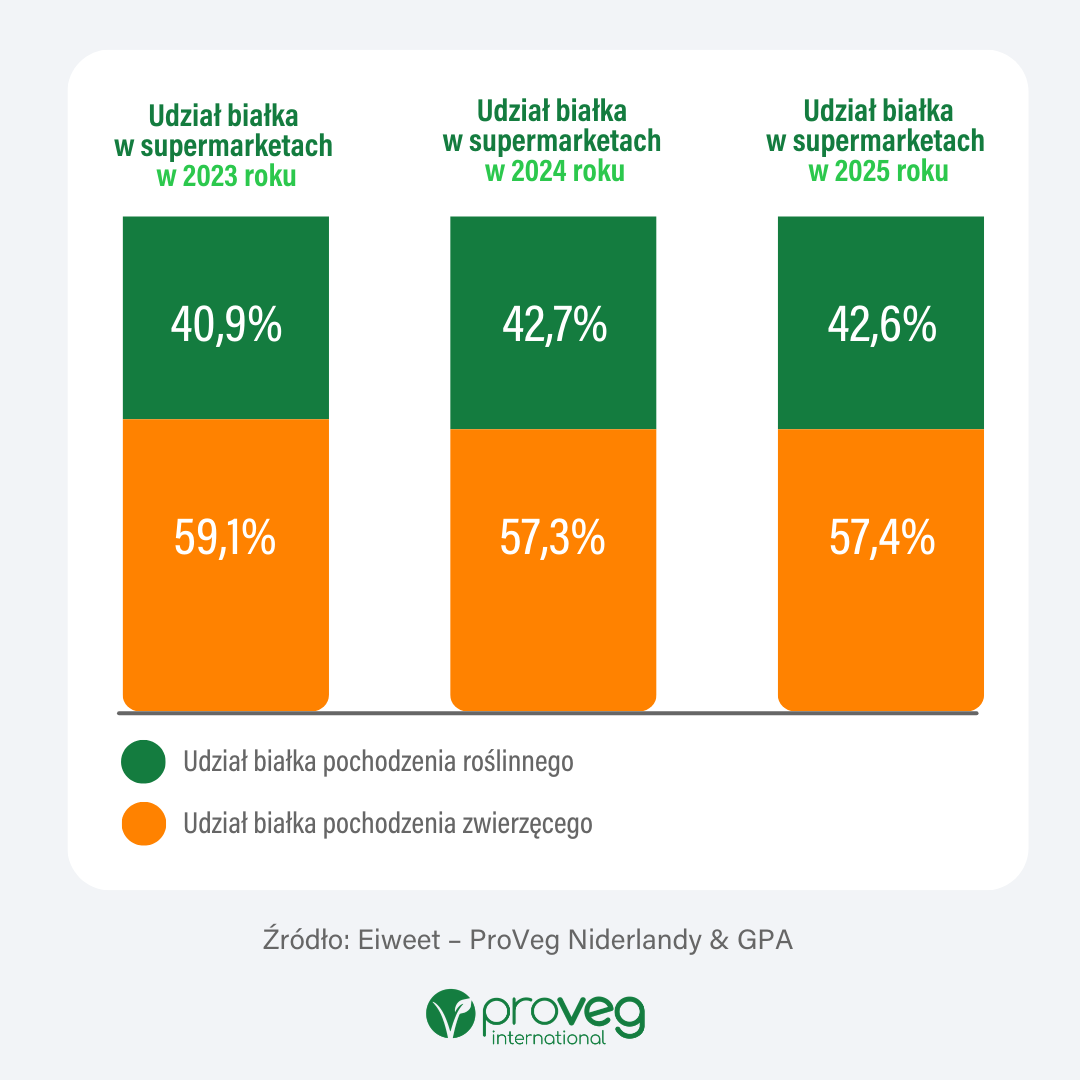 Udział białka
w supermarketach
w 2023 roku
Udział białka
w supermarketach
w 2024 roku
Udział białka
w supermarketach
w 2025 roku
40,9%
42,7%
42,6%
59,1%
57,3%
57,4%
Udział białka pochodzenia roślinnego
Udział białka pochodzenia zwierzęcego
Źródło: Eiweet – ProVeg Niderlandy & GPA
proveg
international